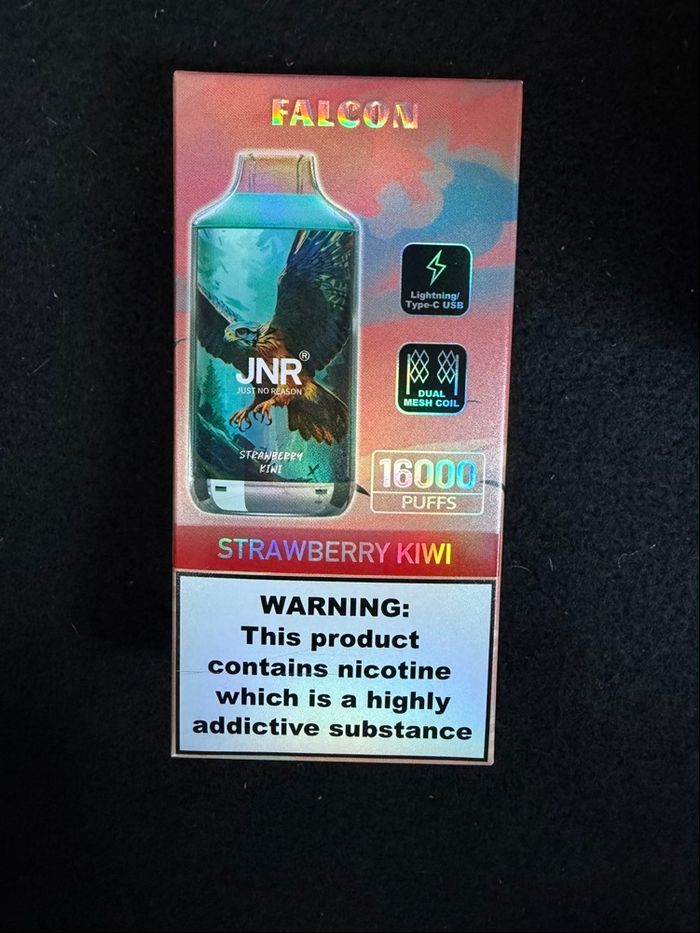 FALCON
Lightning/
Type-C USB
JNR®
JUST NO REASON
DUAL
MESH COIL
STRAWBERRY
KIWI
16000
PUFFS
STRAWBERRY KIWI
WARNING:
This product
contains nicotine
which is a highly
addictive substance